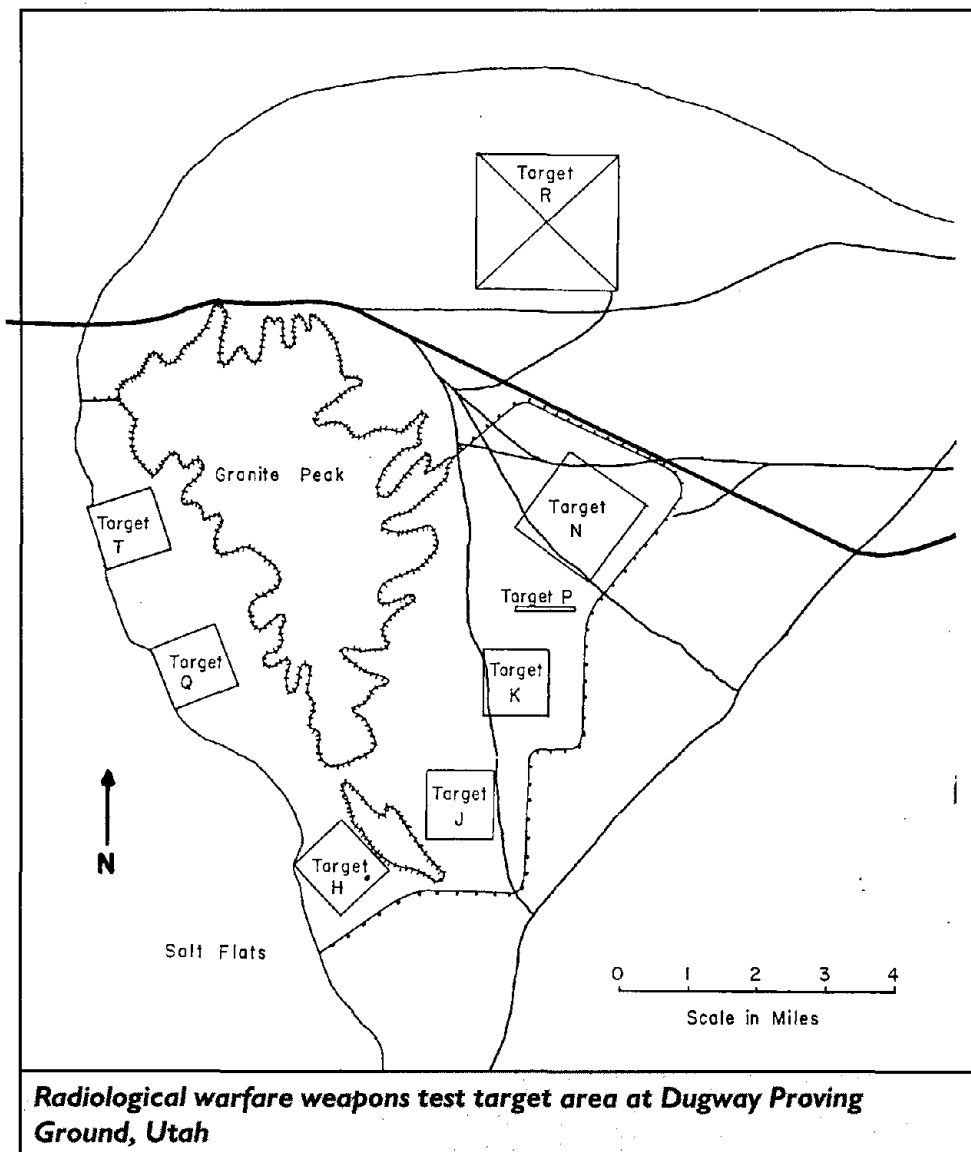 Target
R
Granite Peak
Target
T
Target
N
Target P
Target
Q
Target
K
Target
J
N
Target
H
Salt Flats
0 1 2 3 4
Scale in Miles
Radiological warfare weapons test target area at Dugway Proving
Ground, Utah